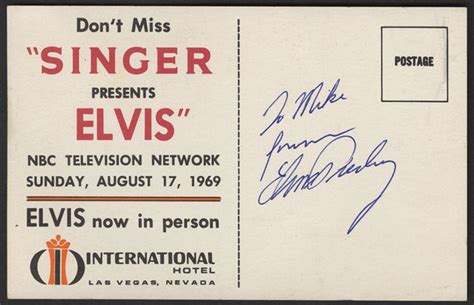 Don't Miss
"SINGER
PRESENTS
ELVIS"
NBC TELEVISION NETWORK
SUNDAY, AUGUST 17, 1969
ELVIS now in person
INTERNATIONAL
HOTEL
LAS VEGAS, NEVADA
POSTAGE
To Mike
from
Elvis Presley